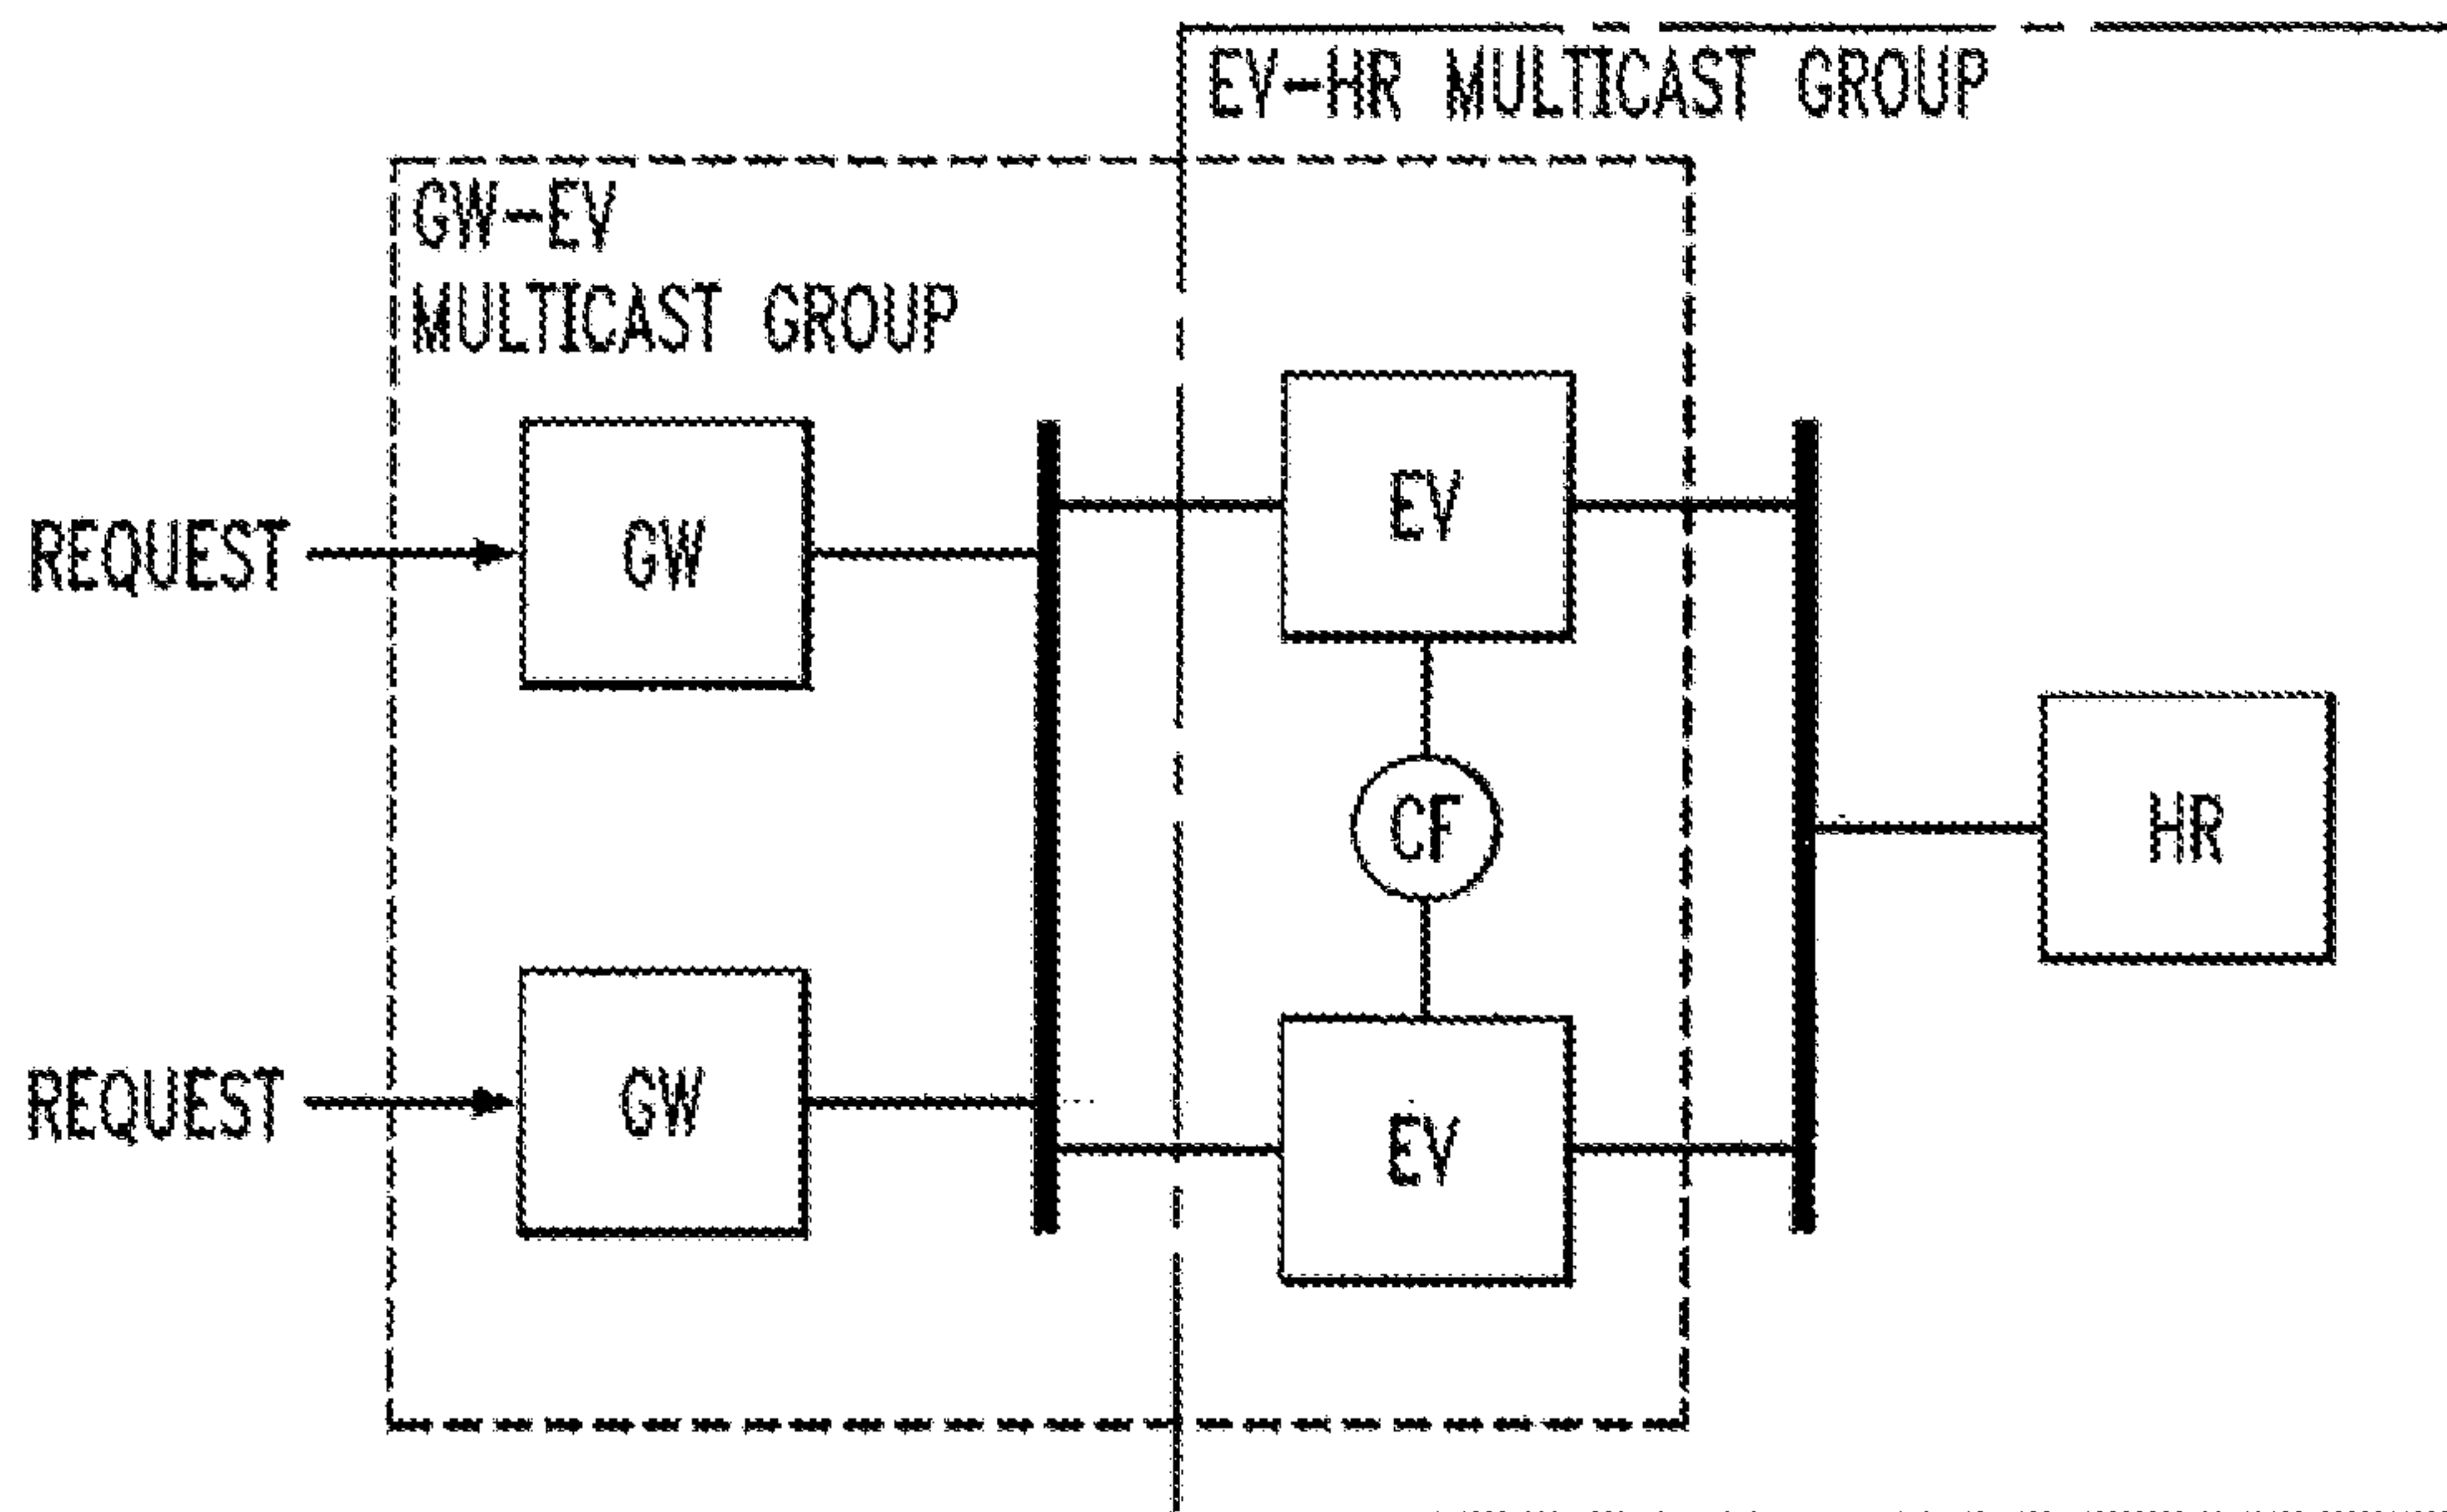 EV-HR MULTICAST GROUP
GW-EV
MULTICAST GROUP
EV
REQUEST
GW
CF
HR
REQUEST
GW
EV